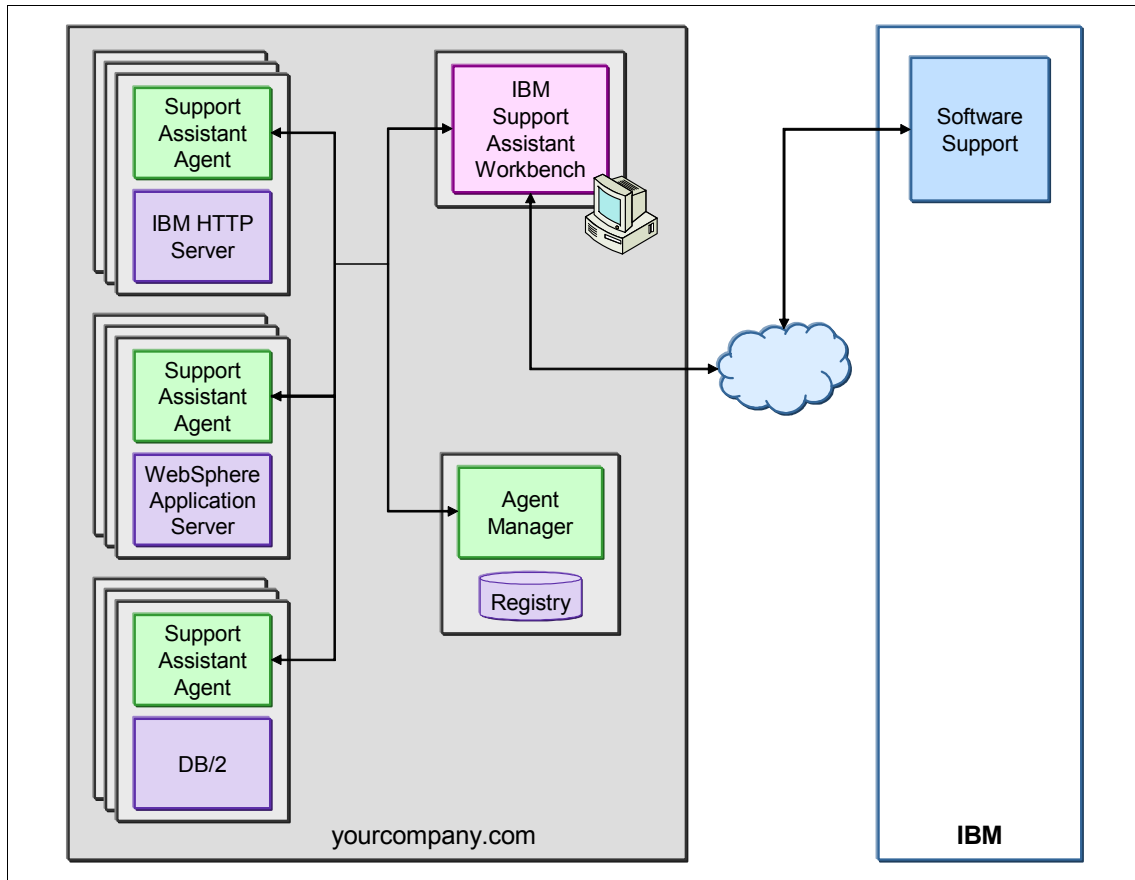 Support
Assistant
Agent
IBM HTTP
Server
Support
Assistant
Agent
WebSphere
Application
Server
Support
Assistant
Agent
DB/2
IBM
Support
Assistant
Workbench
Agent
Manager
Registry
yourcompany.com
Software
Support
IBM